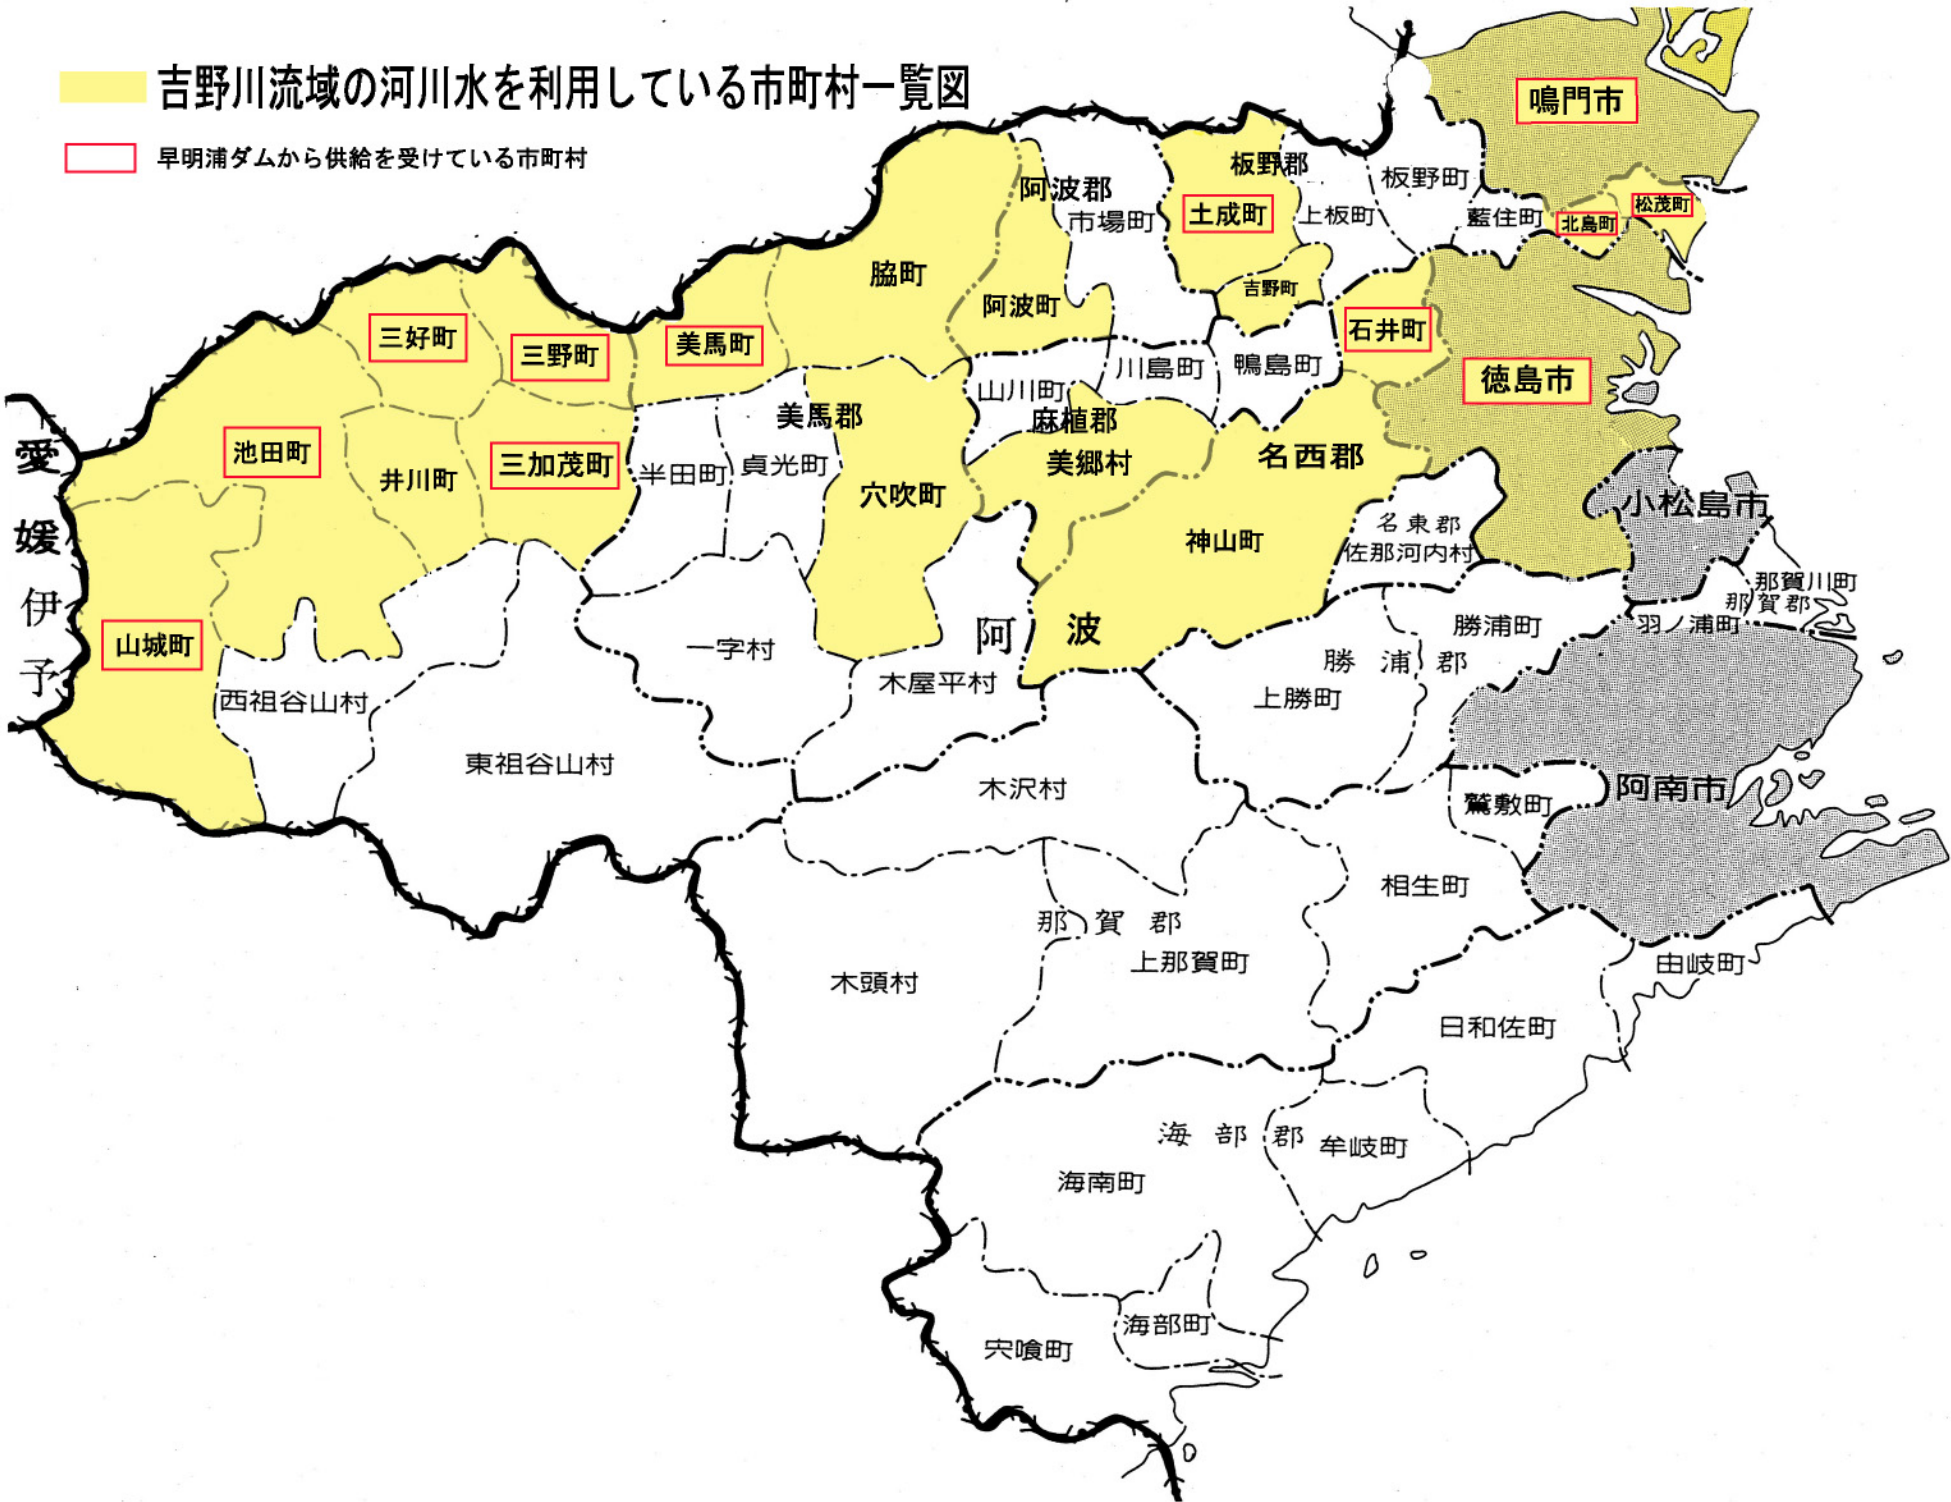 吉野川流域の河川水を利用している市町村一覧図
早明浦ダムから供給を受けている市町村
鳴門市
板野郡
板野町
阿波郡
市場町
土成町
上板町
藍住町
北島町
松茂町
脇町
阿波町
吉野町
石井町
徳島市
三好町
三野町
美馬町
山川町
川島町
鴨島町
美馬郡
麻植郡
美郷村
名西郡
池田町
井川町
三加茂町
半田町
貞光町
穴吹町
神山町
名東郡
佐那河内村
小松島市
愛媛
伊予
那賀川町
那賀郡
羽ノ浦町
山城町
西祖谷山村
一字村
阿波
木屋平村
勝浦町
勝浦郡
上勝町
東祖谷山村
木沢村
鷲敷町
阿南市
相生町
那賀郡
上那賀町
木頭村
由岐町
日和佐町
海部郡
牟岐町
海南町
海部町
宍喰町